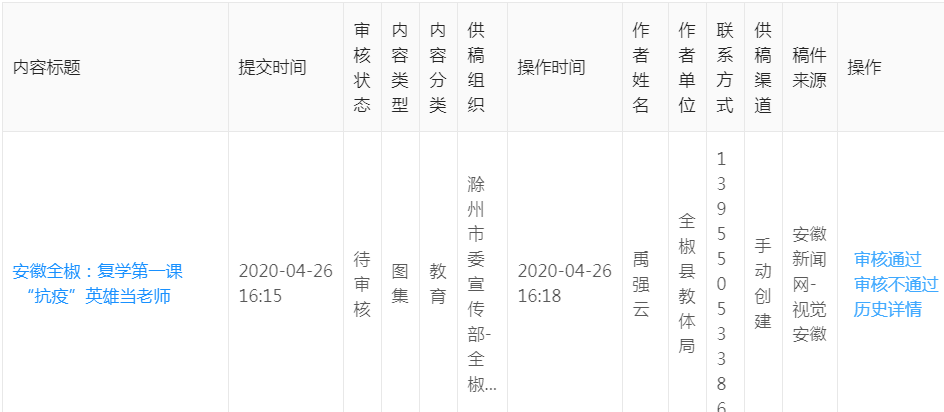 内容标题
提交时间
审核状态
内容类型
内容分类
供稿组织
操作时间
作者姓名
作者单位
联系方式
供稿渠道
稿件
来源
操作
安徽全椒：复学第一课
“抗疫”英雄当老师
2020-04-26
16:15
待审核
图集
教育
滁州市委宣传部-全椒...
2020-04-26
16:18
禹强云
全椒县教体局
13955053386
手动创建
安徽
新闻
网-
视觉
安徽
审核通过
审核不通过
历史详情